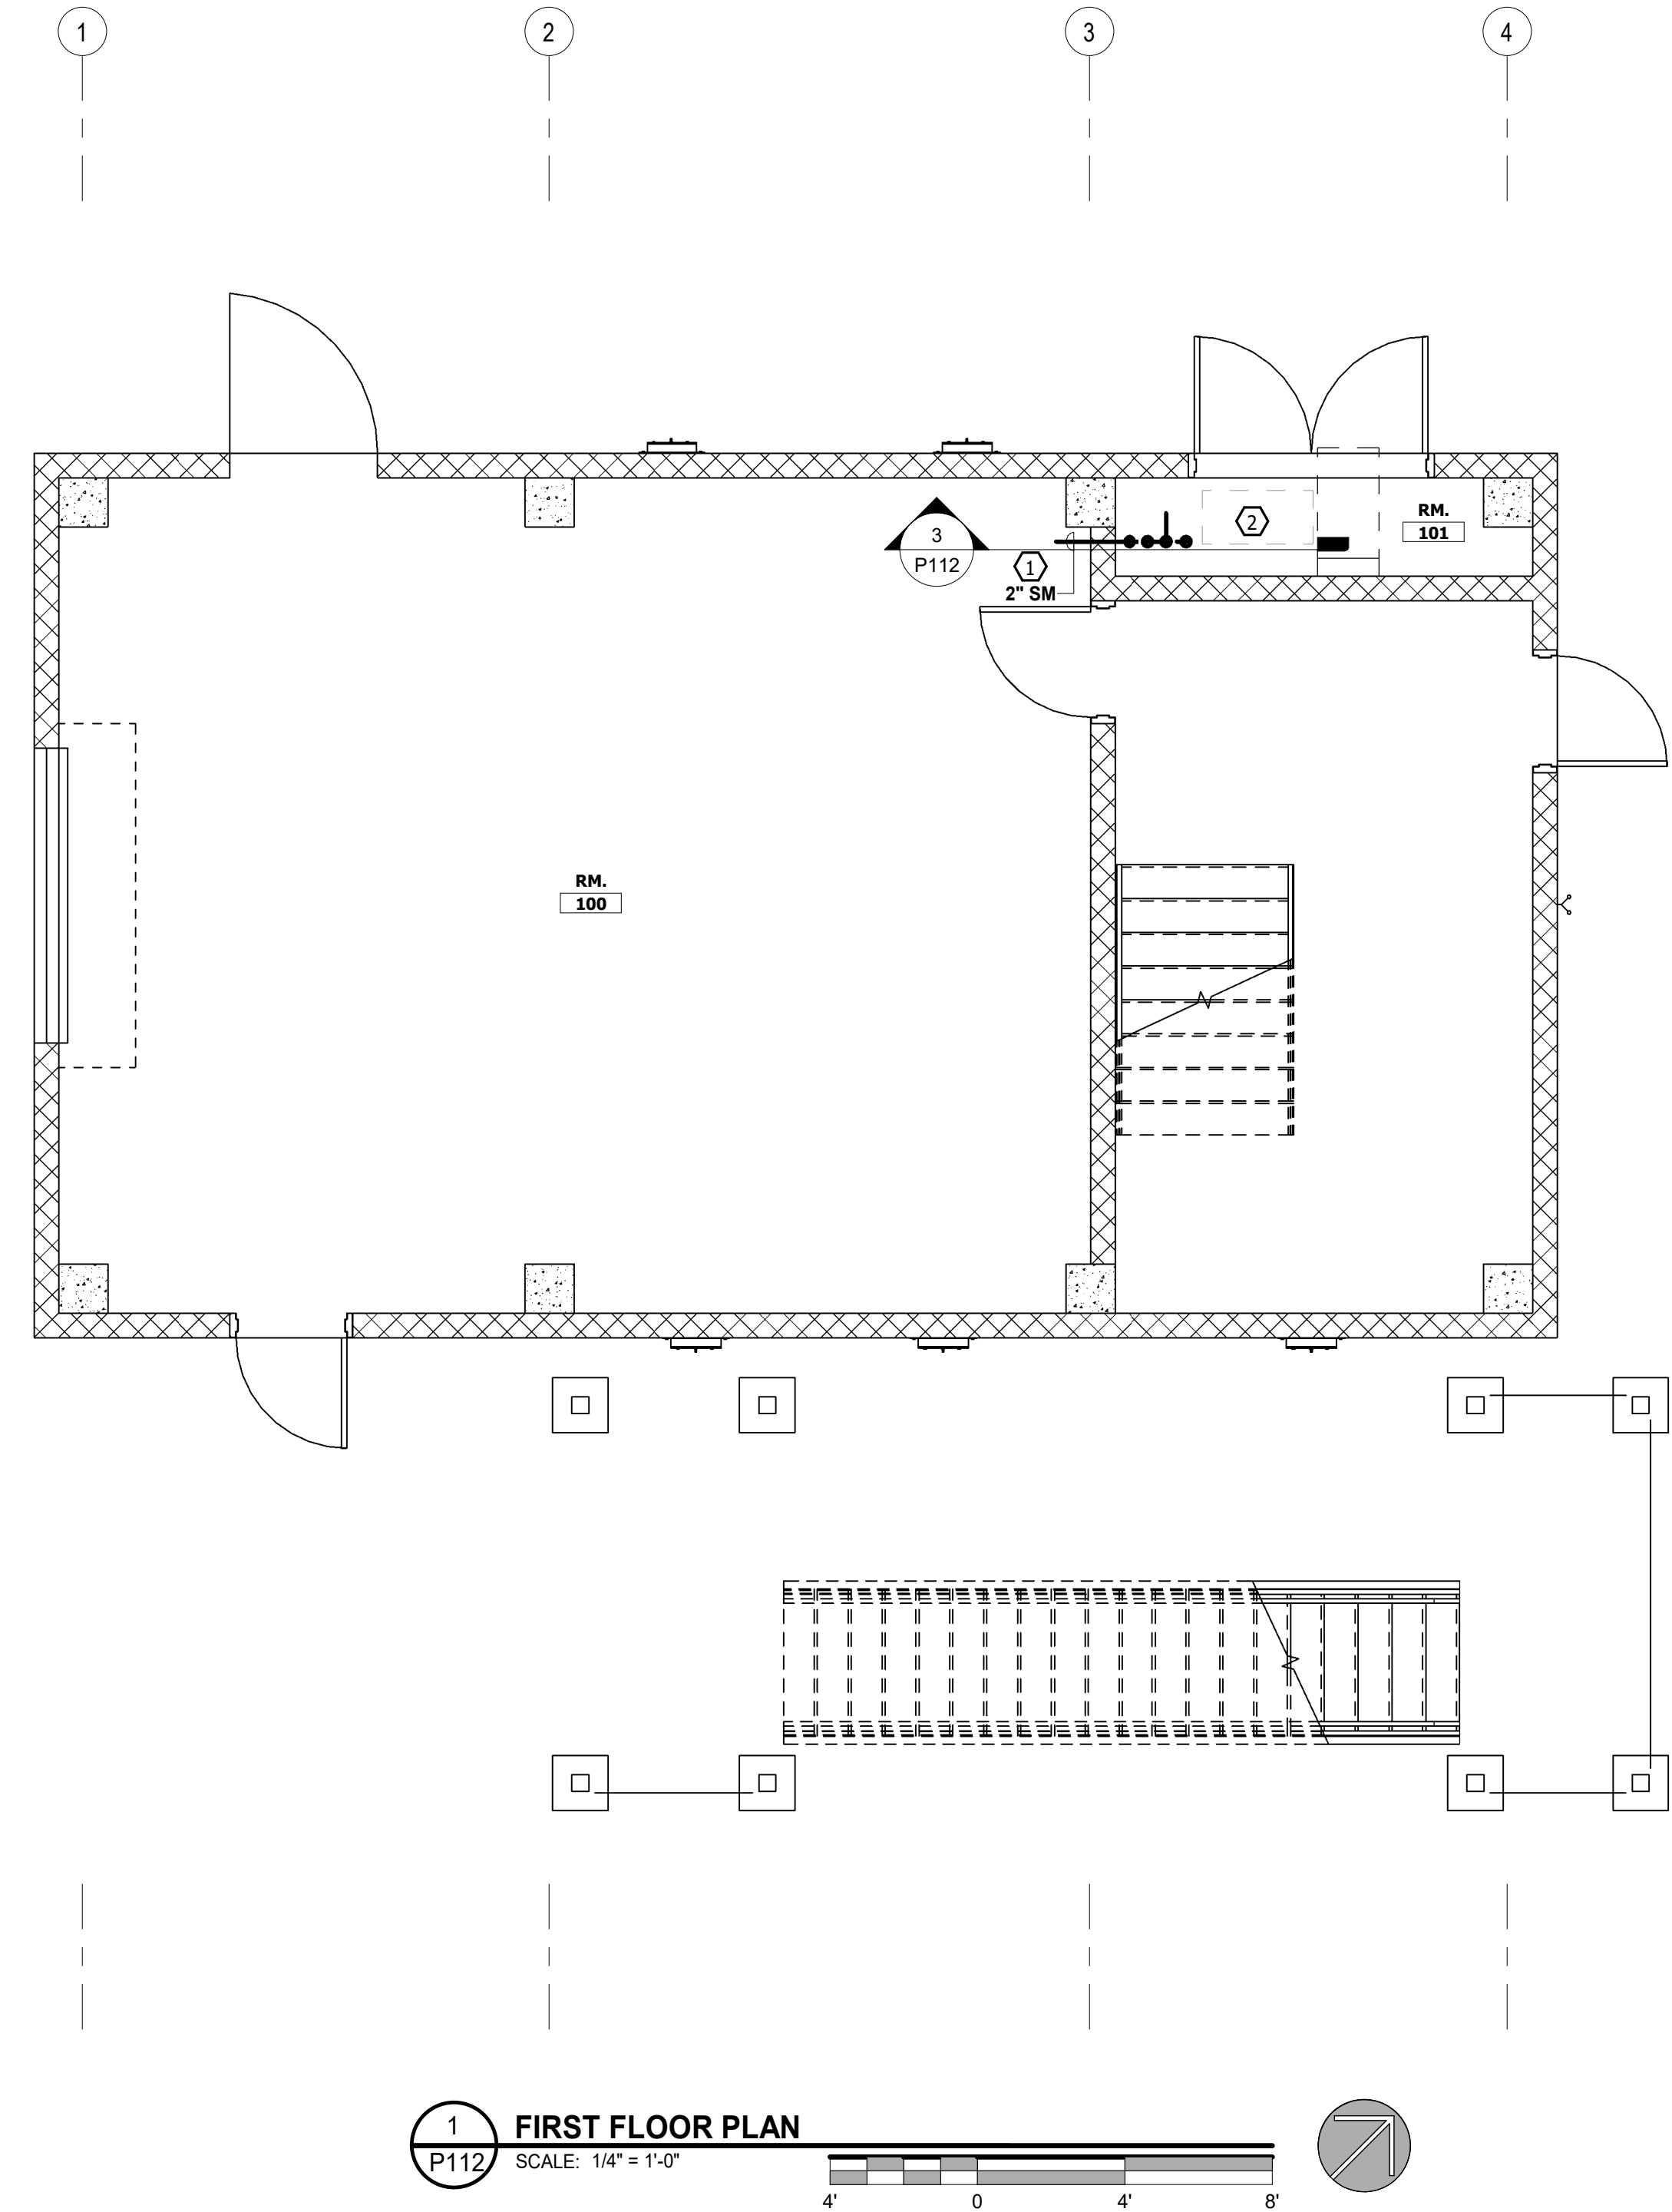 1 2 3 4
RM.
101
2
3
P112
1
2" SM
RM.
100
1
P112
FIRST FLOOR PLAN
SCALE: 1/4" = 1'-0"
4' 0 4' 8'